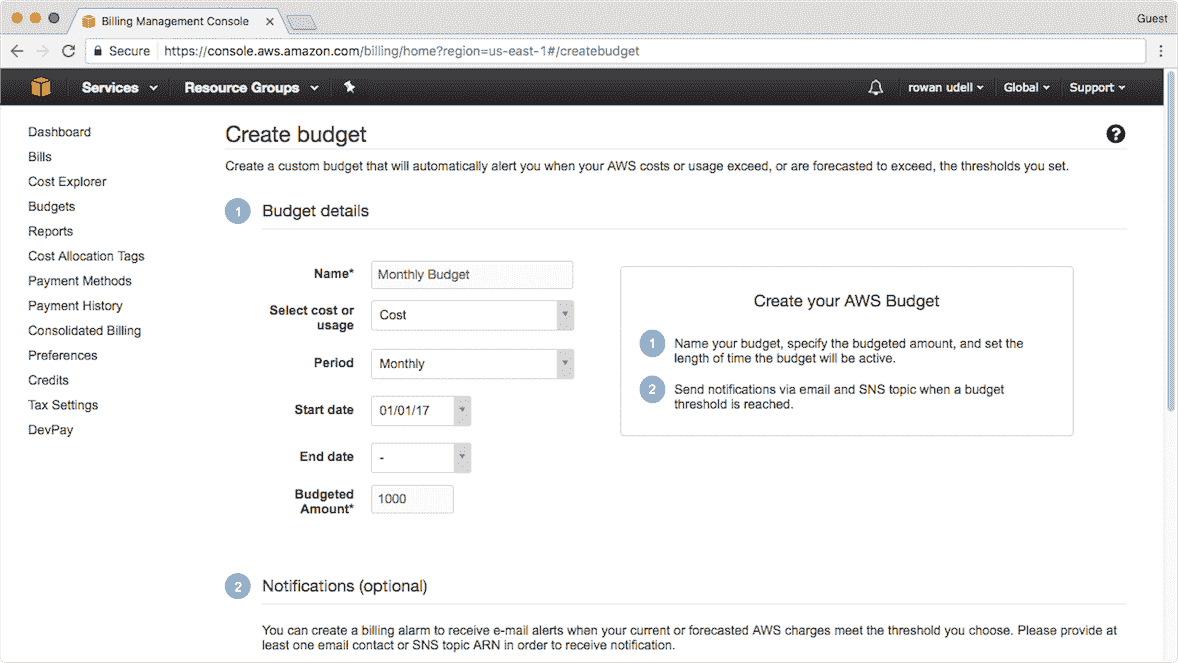 Billing Management Console
Guest
Secure https://console.aws.amazon.com/billing/home?region=us-east-1#/createbudget
Services Resource Groups rowan udell Global Support
Dashboard
Bills
Cost Explorer
Budgets
Reports
Cost Allocation Tags
Payment Methods
Payment History
Consolidated Billing
Preferences
Credits
Tax Settings
DevPay
Create budget
?
Create a custom budget that will automatically alert you when your AWS costs or usage exceed, or are forecasted to exceed, the thresholds you set.
1 Budget details
Name* Monthly Budget
Select cost or
usage
Cost
Period Monthly
Start date 01/01/17
End date -
Budgeted
Amount*
1000
Create your AWS Budget
1 Name your budget, specify the budgeted amount, and set the
length of time the budget will be active.
2 Send notifications via email and SNS topic when a budget
threshold is reached.
2 Notifications (optional)
You can create a billing alarm to receive e-mail alerts when your current or forecasted AWS charges meet the threshold you choose. Please provide at
least one email contact or SNS topic ARN in order to receive notification.